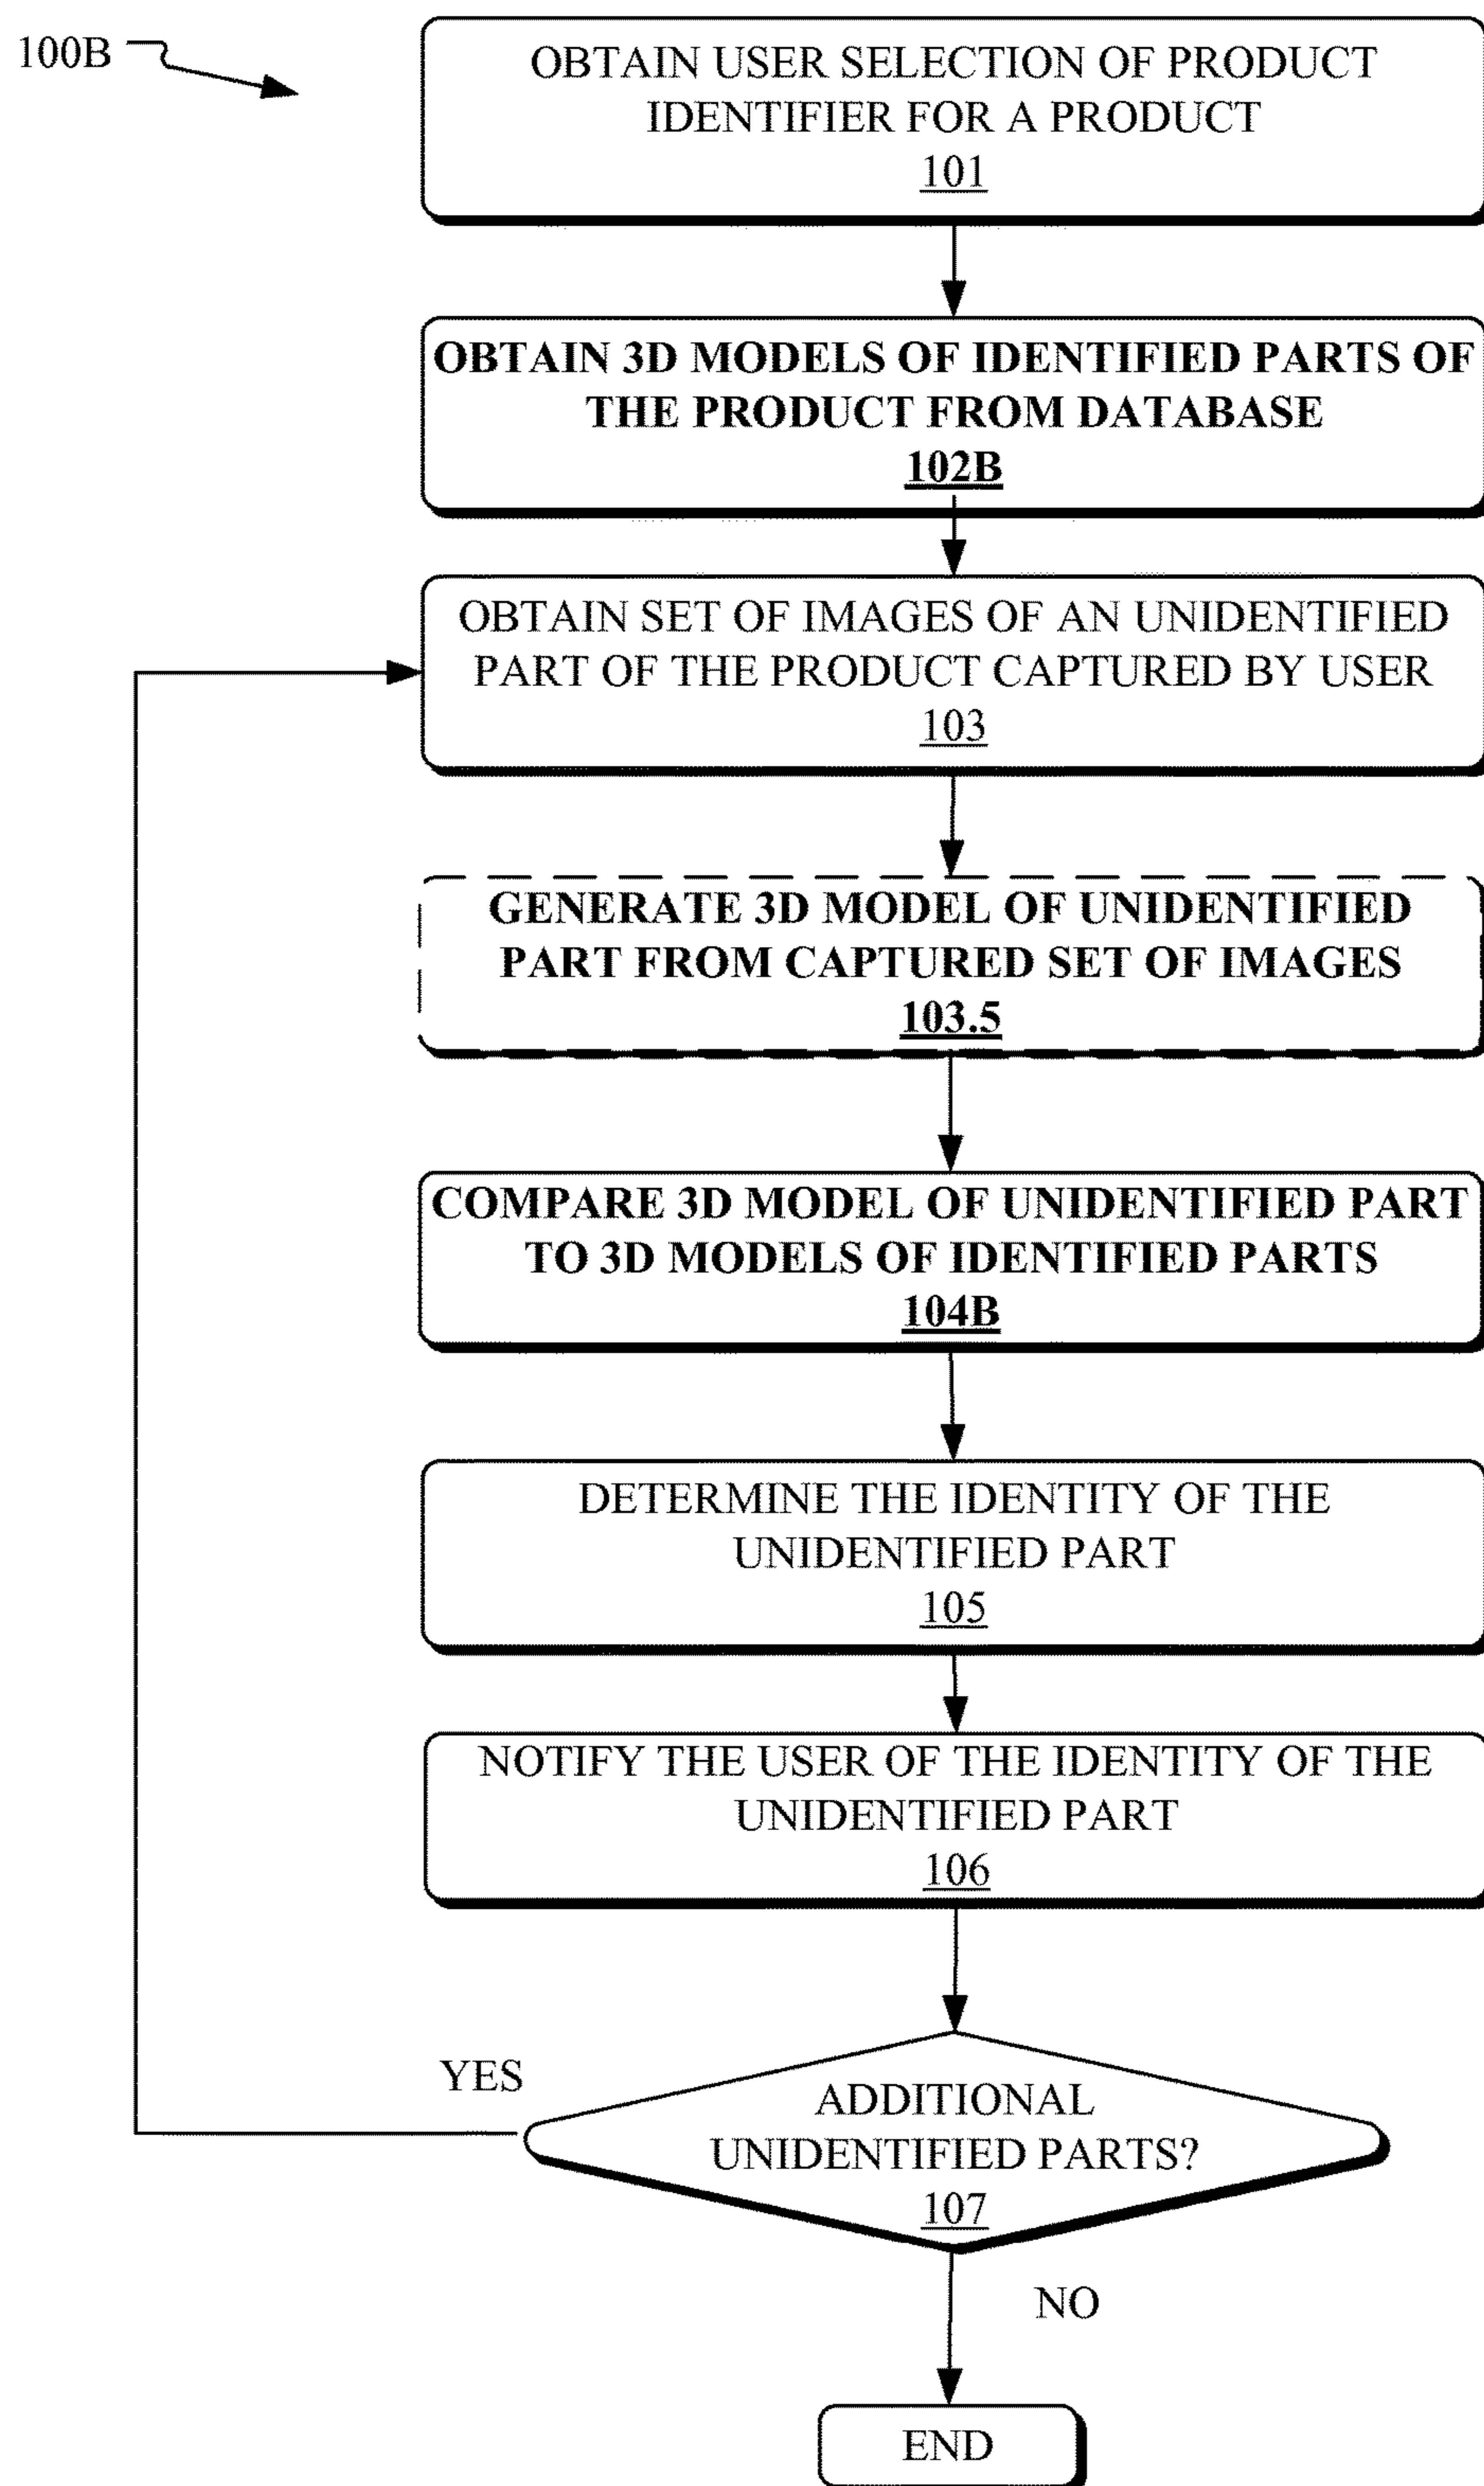 100B
OBTAIN USER SELECTION OF PRODUCT
IDENTIFIER FOR A PRODUCT
101
OBTAIN 3D MODELS OF IDENTIFIED PARTS OF
THE PRODUCT FROM DATABASE
102B
OBTAIN SET OF IMAGES OF AN UNIDENTIFIED
PART OF THE PRODUCT CAPTURED BY USER
103
GENERATE 3D MODEL OF UNIDENTIFIED
PART FROM CAPTURED SET OF IMAGES
103.5
COMPARE 3D MODEL OF UNIDENTIFIED PART
TO 3D MODELS OF IDENTIFIED PARTS
104B
DETERMINE THE IDENTITY OF THE
UNIDENTIFIED PART
105
NOTIFY THE USER OF THE IDENTITY OF THE
UNIDENTIFIED PART
106
YES
ADDITIONAL
UNIDENTIFIED PARTS?
107
NO
END